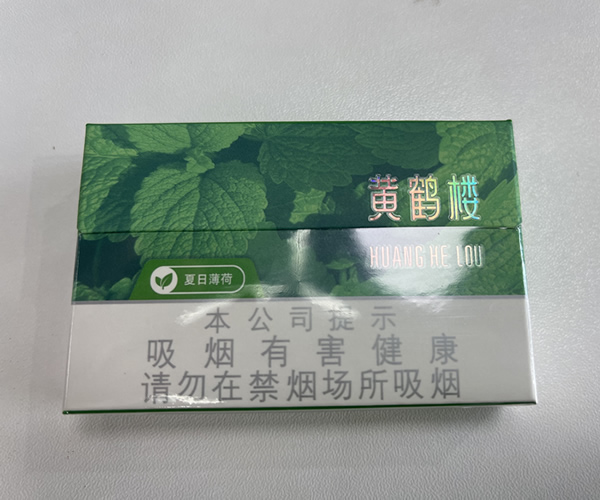 黄鹤楼
HUANG HE LOU
夏日薄荷
本公司提示
吸烟有害健康
请勿在禁烟场所吸烟